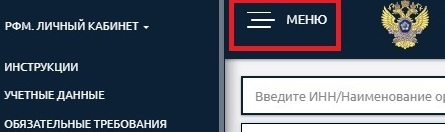 РФМ. ЛИЧНЫЙ КАБИНЕТ
ИНСТРУКЦИИ
УЧЕТНЫЕ ДАННЫЕ
ОБЯЗАТЕЛЬНЫЕ ТРЕБОВАНИЯ
МЕНЮ
Введите ИНН/Наименование ор